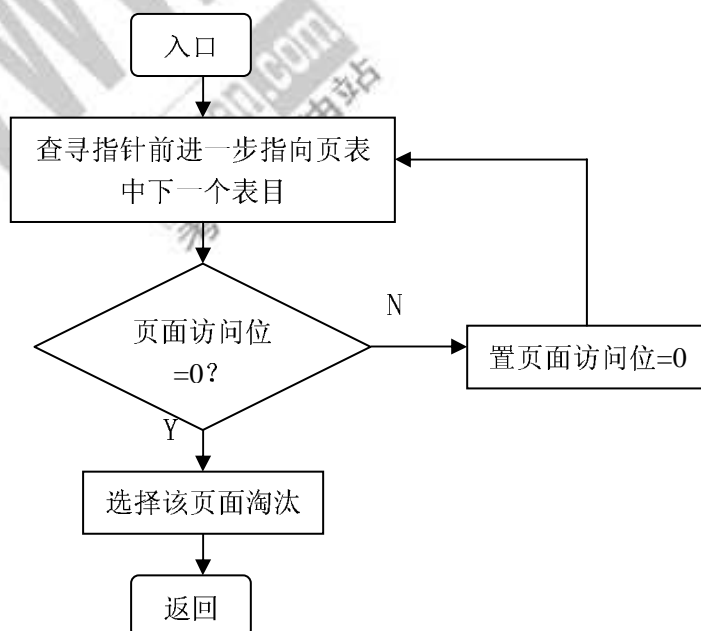 入口
查寻指针前进一步指向页表
中下一个表目
页面访问位
=0?
N
置页面访问位=0
Y
选择该页面淘汰
返回